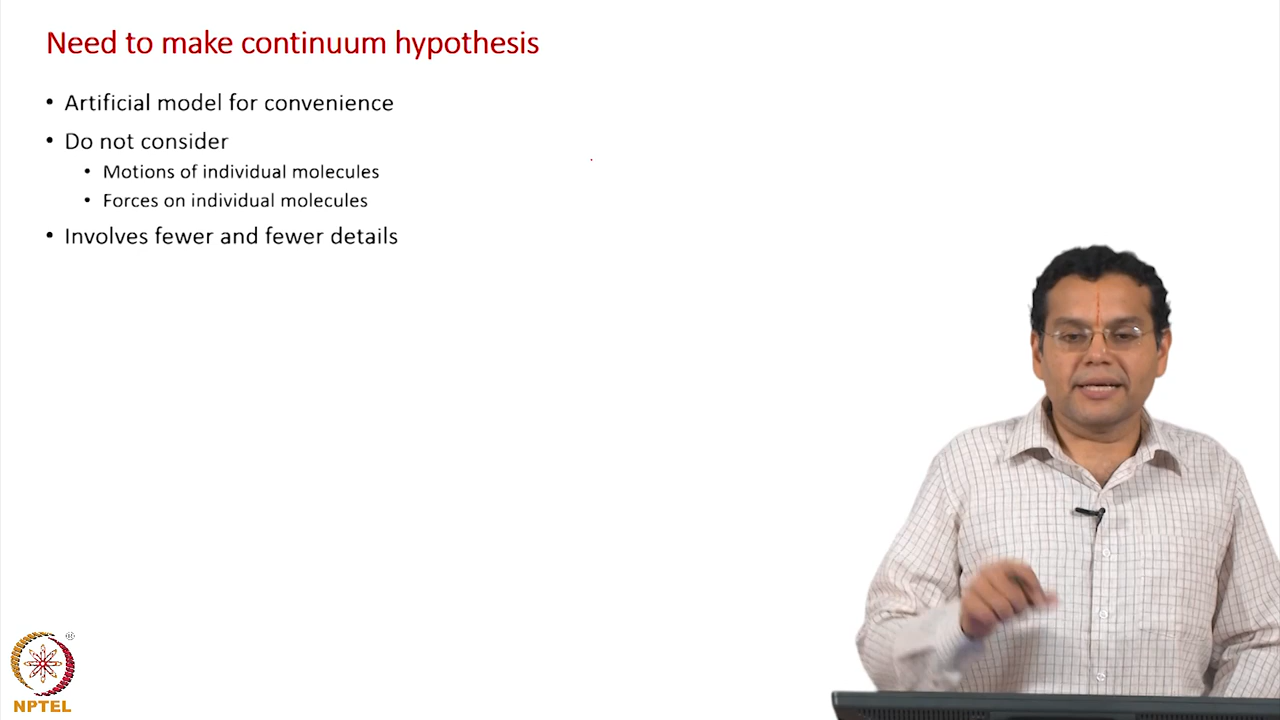 Need to make continuum hypothesis
• Artificial model for convenience
• Do not consider
• Motions of individual molecules
• Forces on individual molecules
• Involves fewer and fewer details
®
NPTEL